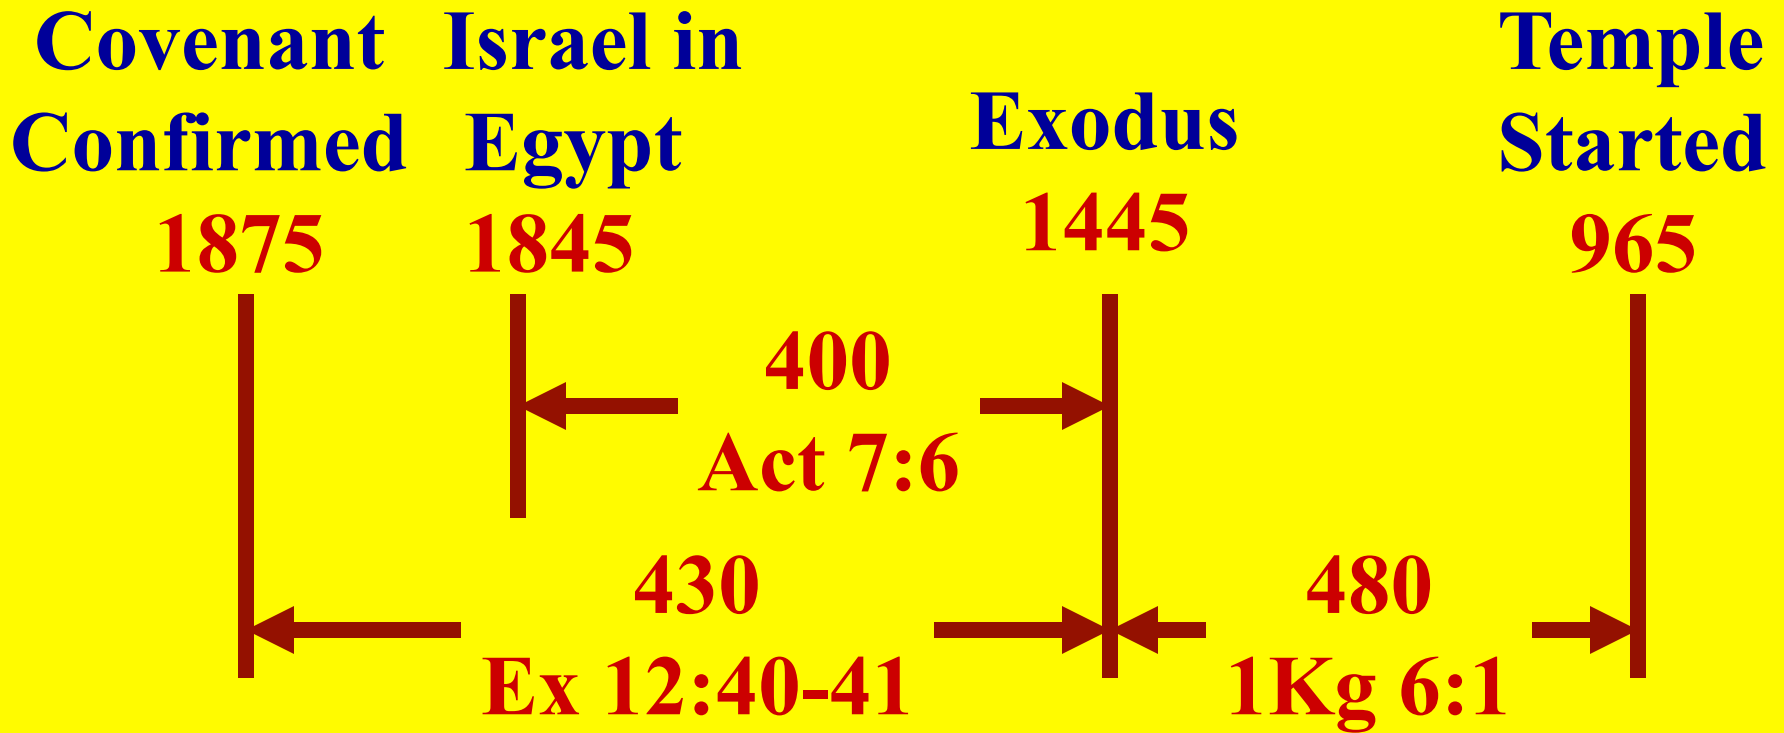 Covenant
Confirmed
1875
Israel in
Egypt
1845
Exodus
1445
Temple
Started
965
400
Act 7:6
430
Ex 12:40-41
480
1Kg 6:1